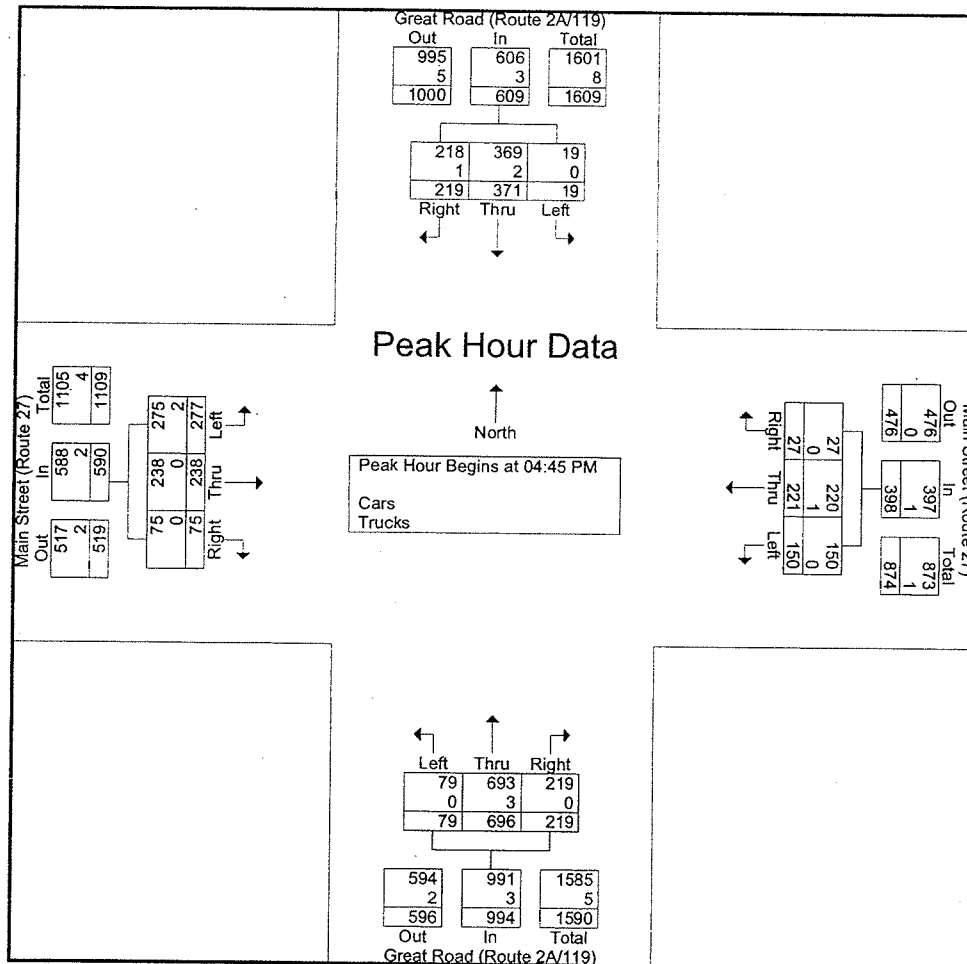 Great Road (Route 2A/119)
Out In Total
995 606 1601
5 3 8
1000 609 1609
218 369 19
1 2 0
219 371 19
Right Thru Left
Peak Hour Data
North
Peak Hour Begins at 04:45 PM
Cars
Trucks
Main Street (Route 27)
Total In Out
1105 588 517
4 2 2
1109 590 519
275 238 75
2 0 0
277 238 75
Left Thru Right
Main Street (Route 27)
Out In Total
476 397 873
0 1 1
476 398 874
27 220 150
0 1 0
27 221 150
Right Thru Left
Left Thru Right
79 693 219
0 3 0
79 696 219
594 991 1585
2 3 5
596 994 1590
Out In Total
Great Road (Route 2A/119)